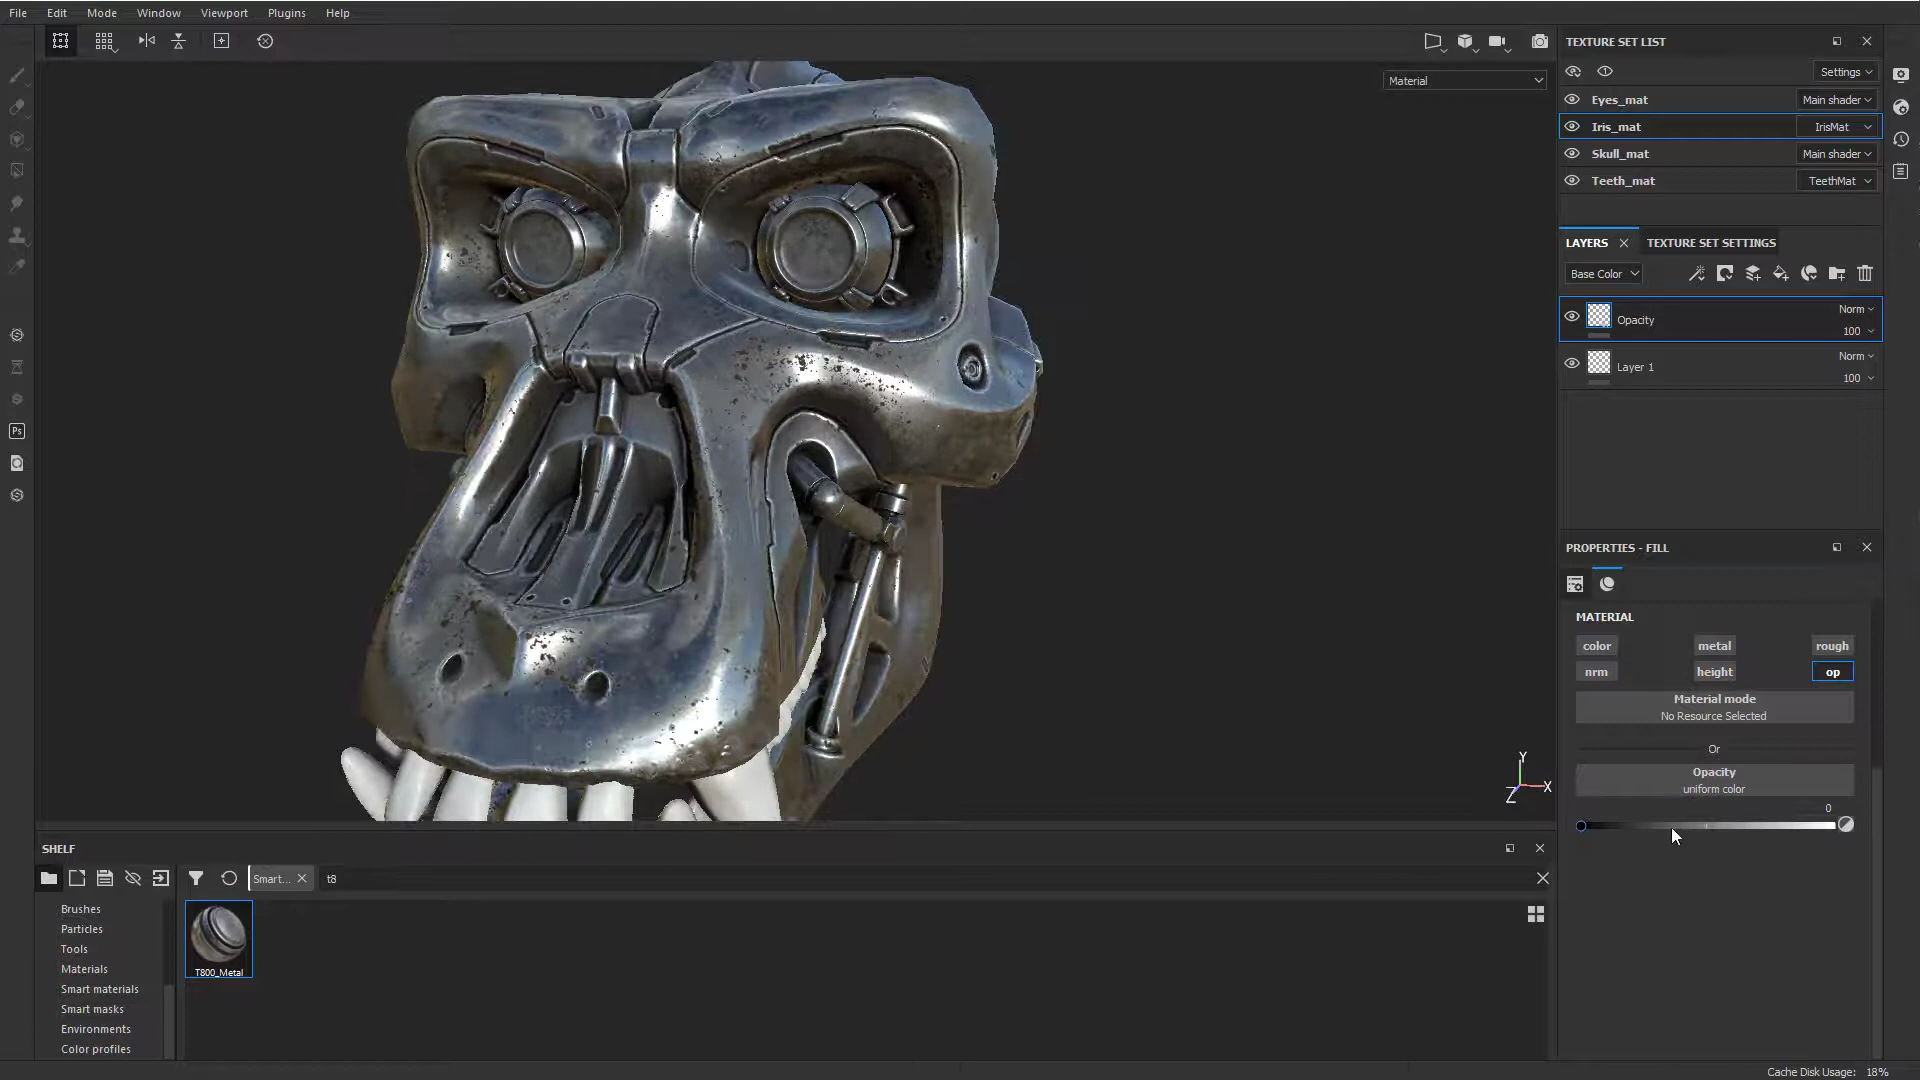 File Edit Mode Window Viewport Plugins Help
Material
TEXTURE SET LIST
Settings
Eyes_mat Main shader
Iris_mat IrisMat
Skull_mat Main shader
Teeth_mat TeethMat
LAYERS TEXTURE SET SETTINGS
Base Color
Opacity Norm
100
Layer 1 Norm
100
PROPERTIES - FILL
MATERIAL
color metal rough
nrm height op
Material mode
No Resource Selected
Or
Opacity
uniform color
0
Y
X
Z
Ps
SHELF
Smart... t8
Brushes
Particles
Tools
Materials
Smart materials
Smart masks
Environments
Color profiles
T800_Metal
Cache Disk Usage: 18%